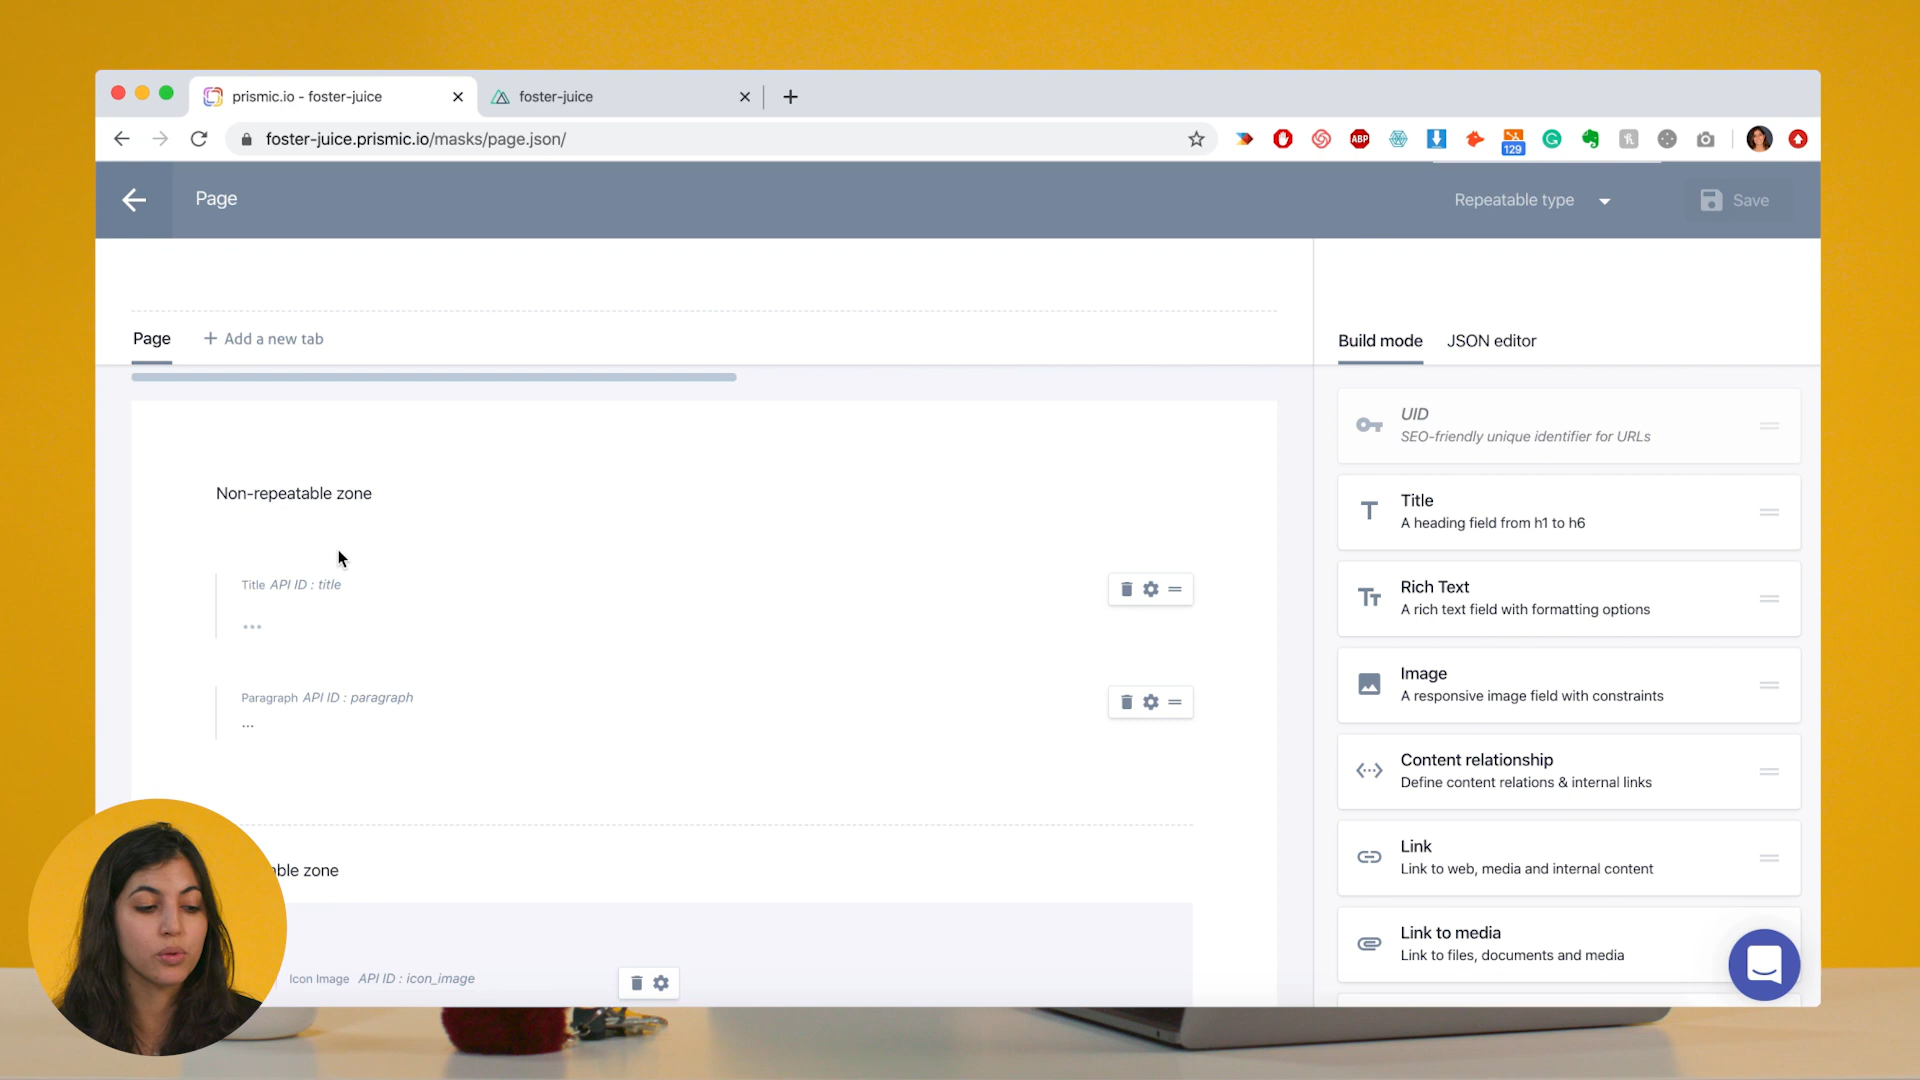 prismic.io - foster-juice
foster-juice
foster-juice.prismic.io/masks/page.json/
ABP
129
Page
Repeatable type
Save
Page
+ Add a new tab
Build mode
JSON editor
Non-repeatable zone
Title API ID : title
...
Paragraph API ID : paragraph
...
ble zone
Icon Image API ID : icon_image
UID
SEO-friendly unique identifier for URLs
Title
A heading field from h1 to h6
Rich Text
A rich text field with formatting options
Image
A responsive image field with constraints
Content relationship
Define content relations & internal links
Link
Link to web, media and internal content
Link to media
Link to files, documents and media